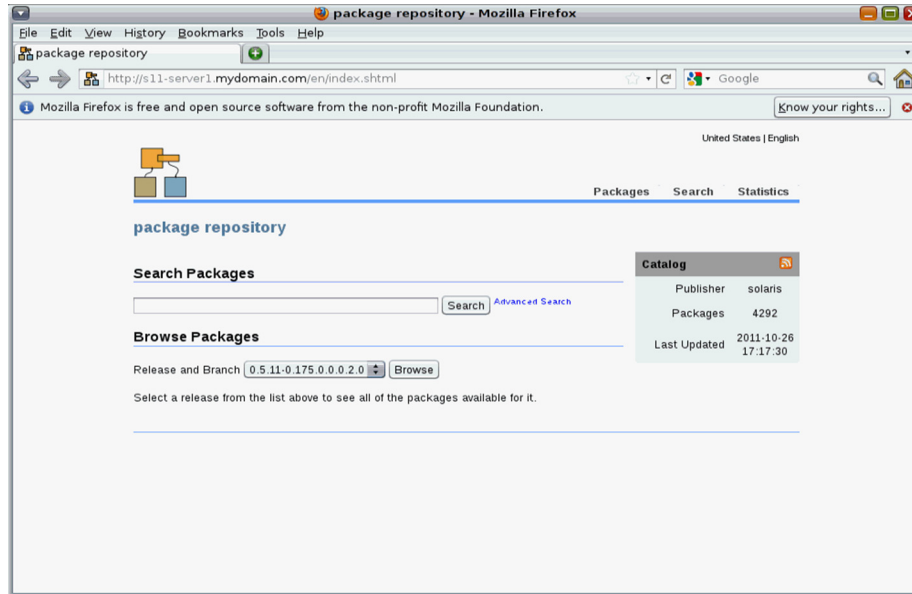 package repository - Mozilla Firefox
File Edit View History Bookmarks Tools Help
package repository
http://s11-server1.mydomain.com/en/index.shtml
Google
Mozilla Firefox is free and open source software from the non-profit Mozilla Foundation.
Know your rights...
United States | English
Packages Search Statistics
package repository
Search Packages
Search Advanced Search
Browse Packages
Release and Branch 0.5.11-0.175.0.0.0.2.0 Browse
Select a release from the list above to see all of the packages available for it.
Catalog
Publisher solaris
Packages 4292
Last Updated 2011-10-26
17:17:30